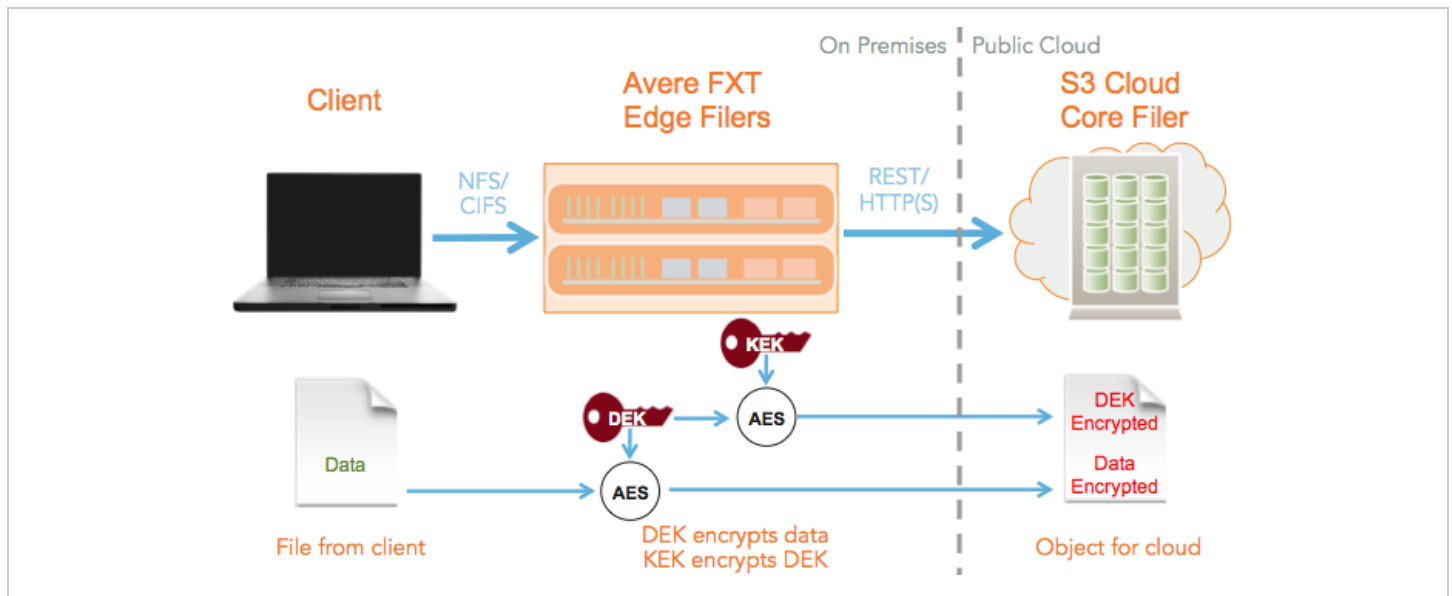 On Premises
Public Cloud
Client
Avere FXT
Edge Filers
S3 Cloud
Core Filer
NFS/
CIFS
REST/
HTTP(S)
KEK
DEK
AES
AES
Data
DEK
Encrypted
Data
Encrypted
File from client
DEK encrypts data
KEK encrypts DEK
Object for cloud